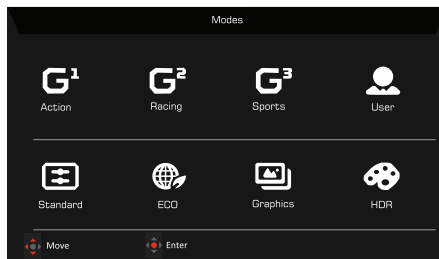 Modes
G¹ G² G³
Action Racing Sports User
Standard ECO Graphics HDR
Move Enter